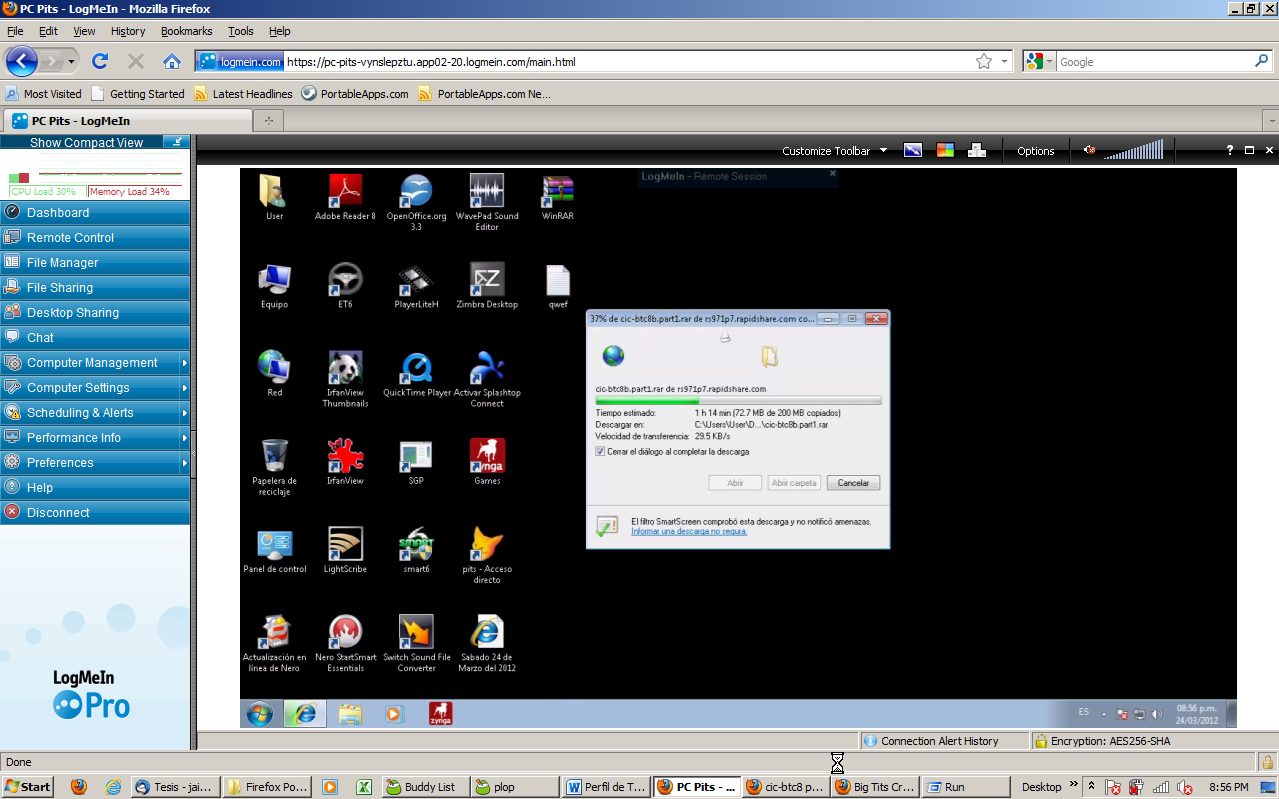 PC Pits - LogMeIn - Mozilla Firefox
File Edit View History Bookmarks Tools Help
logmein.com https://pc-pits-vynslepztu.app02-20.logmein.com/main.html
Google
Most Visited Getting Started Latest Headlines PortableApps.com PortableApps.com Ne...
PC Pits - LogMeIn
Show Compact View
Customize Toolbar Options ?
CPU Load 30% Memory Load 34%
Dashboard
Remote Control
File Manager
File Sharing
Desktop Sharing
Chat
Computer Management
Computer Settings
Scheduling & Alerts
Performance Info
Preferences
Help
Disconnect
LogMeIn
Pro
LogMeIn - Remote Session
User Adobe Reader 8 OpenOffice.org 3.3 WavePad Sound Editor WinRAR
Equipo ET6 PlayerLiteH Zimbra Desktop qwef
Red IrfanView Thumbnails QuickTime Player Activar Splashtop Connect
Papelera de reciclaje IrfanView SGP zynga Games
Panel de control LightScribe smart6 pits - Acceso directo
Actualización en línea de Nero Nero StartSmart Essentials Switch Sound File Converter Sabado 24 de Marzo del 2012
37% de cic-btc8b.part1.rar de rs971p7.rapidshare.com co...
cic-btc8b.part1.rar de rs971p7.rapidshare.com
Tiempo estimado: 1 h 14 min (72.7 MB de 200 MB copiados)
Descargar en: C:\Users\User\D...\cic-btc8b.part1.rar
Velocidad de transferencia: 29.5 KB/s
Cerrar el diálogo al completar la descarga
Abrir Abrir carpeta Cancelar
El filtro SmartScreen comprobó esta descarga y no notificó amenazas.
Informar una descarga no segura.
zynga
ES 08:56 p.m.
24/03/2012
Connection Alert History Encryption: AES256-SHA
Done
Start Tesis - jai... Firefox Po... Buddy List plop Perfil de T... PC Pits - ... cic-btc8 p... Big Tits Cr... Run Desktop 8:56 PM